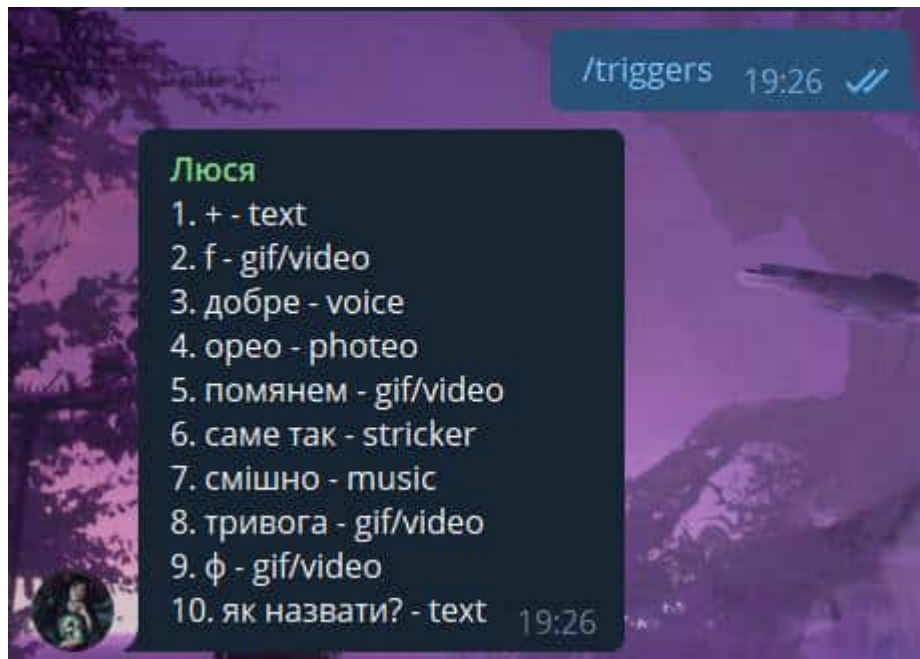 /triggers 19:26
Люся
1. + - text
2. f - gif/video
3. добре - voice
4. орео - photeo
5. помянем - gif/video
6. саме так - stricker
7. смішно - music
8. тривога - gif/video
9. ф - gif/video
10. як назвати? - text 19:26